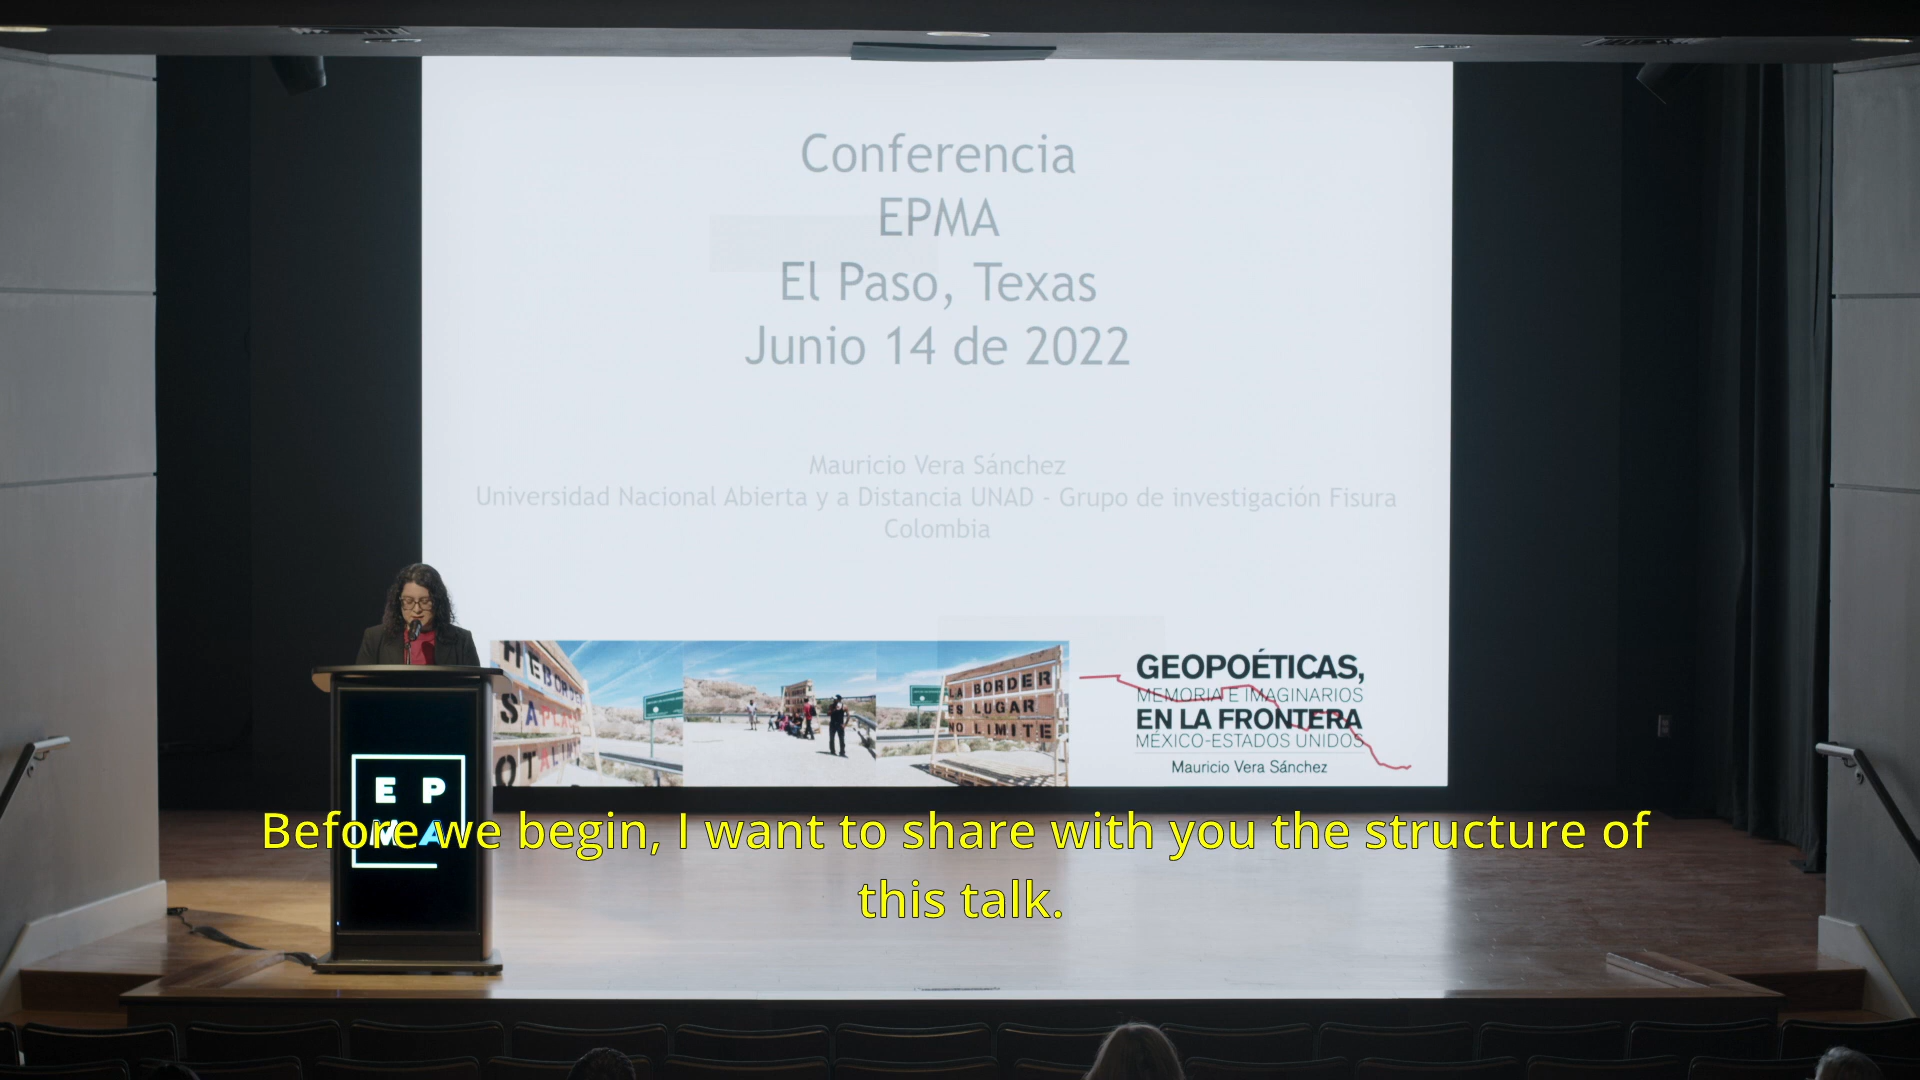 Conferencia
EPMA
El Paso, Texas
Junio 14 de 2022
Mauricio Vera Sánchez
Universidad Nacional Abierta y a Distancia UNAD - Grupo de investigación Fisura
Colombia
LA BORDER
ES LUGAR
NO LIMITE
GEOPOÉTICAS,
MEMORIA E IMAGINARIOS
EN LA FRONTERA
MÉXICO-ESTADOS UNIDOS
Mauricio Vera Sánchez
E P
M A
Before we begin, I want to share with you the structure of
this talk.